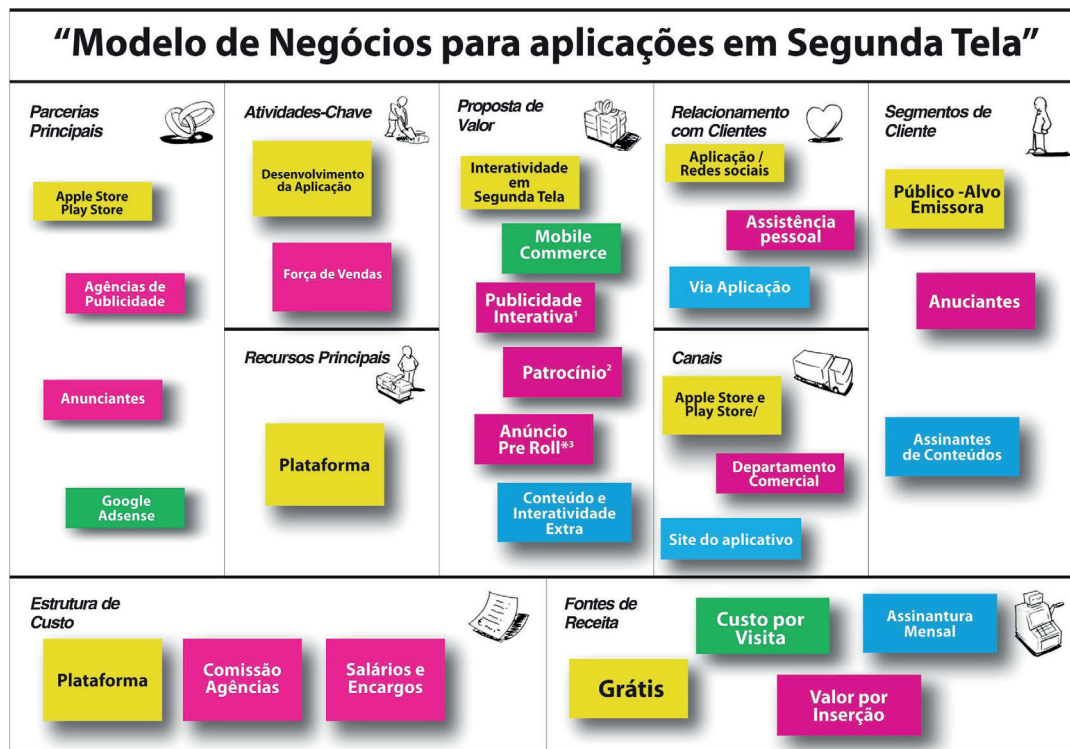 “Modelo de Negócios para aplicações em Segunda Tela”
Parcerias
Principais
Apple Store
Play Store
Agências de
Publicidade
Anunciantes
Google
Adsense
Atividades-Chave
Desenvolvimento
da Aplicação
Força de Vendas
Recursos Principais
Plataforma
Proposta de
Valor
Interatividade
em
Segunda Tela
Mobile
Commerce
Publicidade
Interativa¹
Patrocínio²
Anúncio
Pre Roll*³
Conteúdo e
Interatividade
Extra
Relacionamento
com Clientes
Aplicação /
Redes sociais
Assistência
pessoal
Via Aplicação
Canais
Apple Store e
Play Store/
Departamento
Comercial
Site do aplicativo
Segmentos de
Cliente
Público -Alvo
Emissora
Anuciantes
Assinantes
de Conteúdos
Estrutura de
Custo
Plataforma
Comissão
Agências
Salários e
Encargos
Fontes de
Receita
Grátis
Custo por
Visita
Valor por
Inserção
Assinantura
Mensal